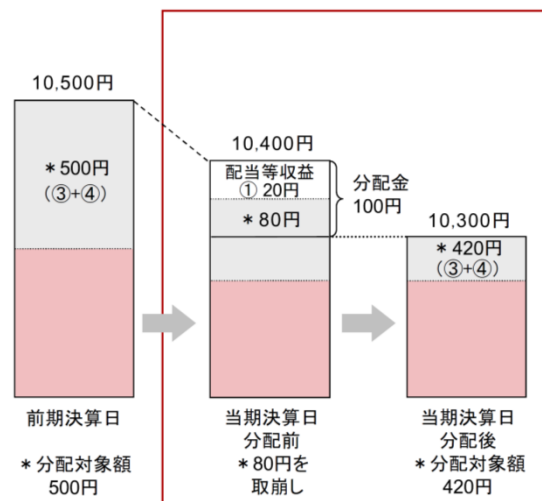 10,500円
＊500円
(③+④)
前期決算日
＊分配対象額
500円
10,400円
配当等収益
① 20円
＊80円
分配金
100円
当期決算日
分配前
＊80円を
取崩し
10,300円
＊420円
(③+④)
当期決算日
分配後
＊分配対象額
420円